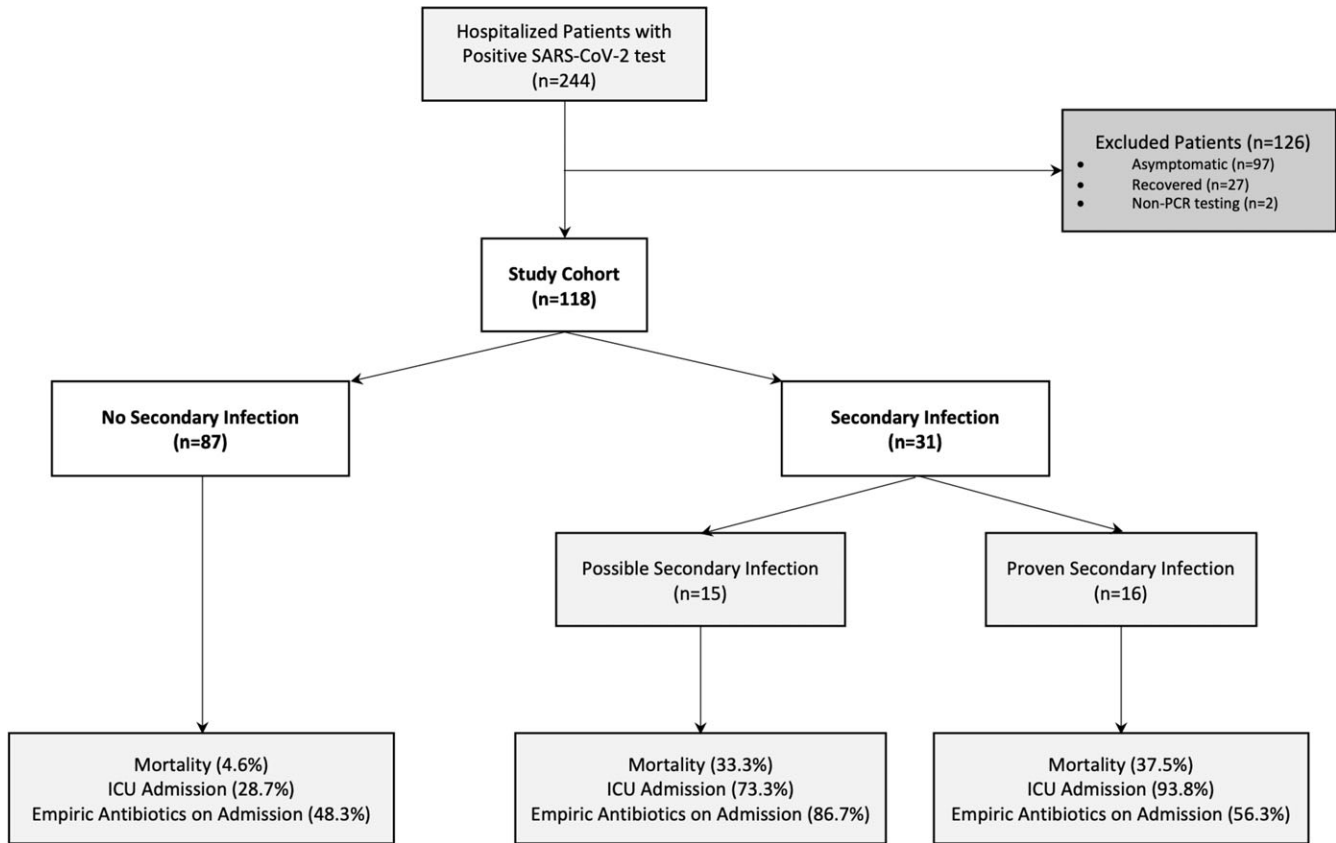 Hospitalized Patients with
Positive SARS-CoV-2 test
(n=244)
Excluded Patients (n=126)
• Asymptomatic (n=97)
• Recovered (n=27)
• Non-PCR testing (n=2)
Study Cohort
(n=118)
No Secondary Infection
(n=87)
Secondary Infection
(n=31)
Possible Secondary Infection
(n=15)
Proven Secondary Infection
(n=16)
Mortality (4.6%)
ICU Admission (28.7%)
Empiric Antibiotics on Admission (48.3%)
Mortality (33.3%)
ICU Admission (73.3%)
Empiric Antibiotics on Admission (86.7%)
Mortality (37.5%)
ICU Admission (93.8%)
Empiric Antibiotics on Admission (56.3%)